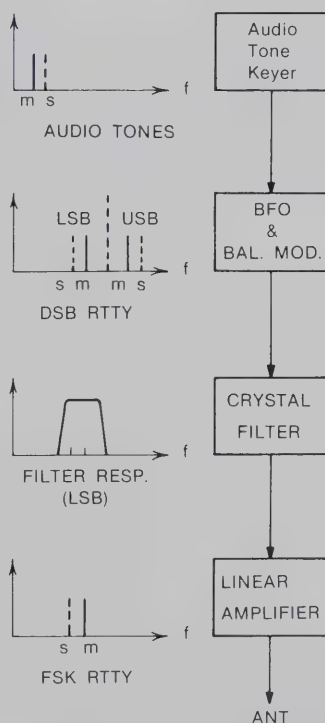 f
m s
AUDIO TONES
Audio
Tone
Keyer
LSB USB
f
s m m s
DSB RTTY
BFO
&
BAL. MOD.
f
FILTER RESP.
(LSB)
CRYSTAL
FILTER
f
s m
FSK RTTY
LINEAR
AMPLIFIER
ANT